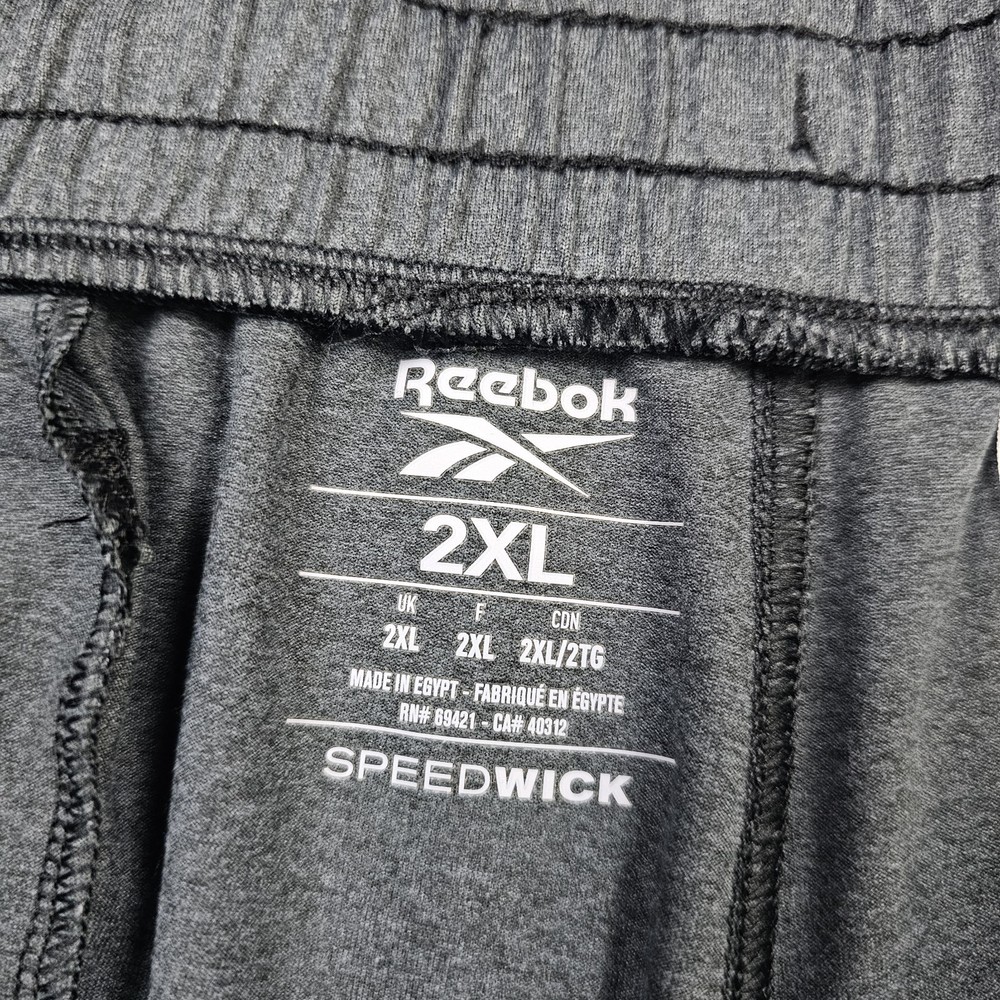 Reebok
2XL
UK F CDN
2XL 2XL 2XL/2TG
MADE IN EGYPT - FABRIQUÉ EN ÉGYPTE
RN# 69421 - CA# 40312
SPEEDWICK